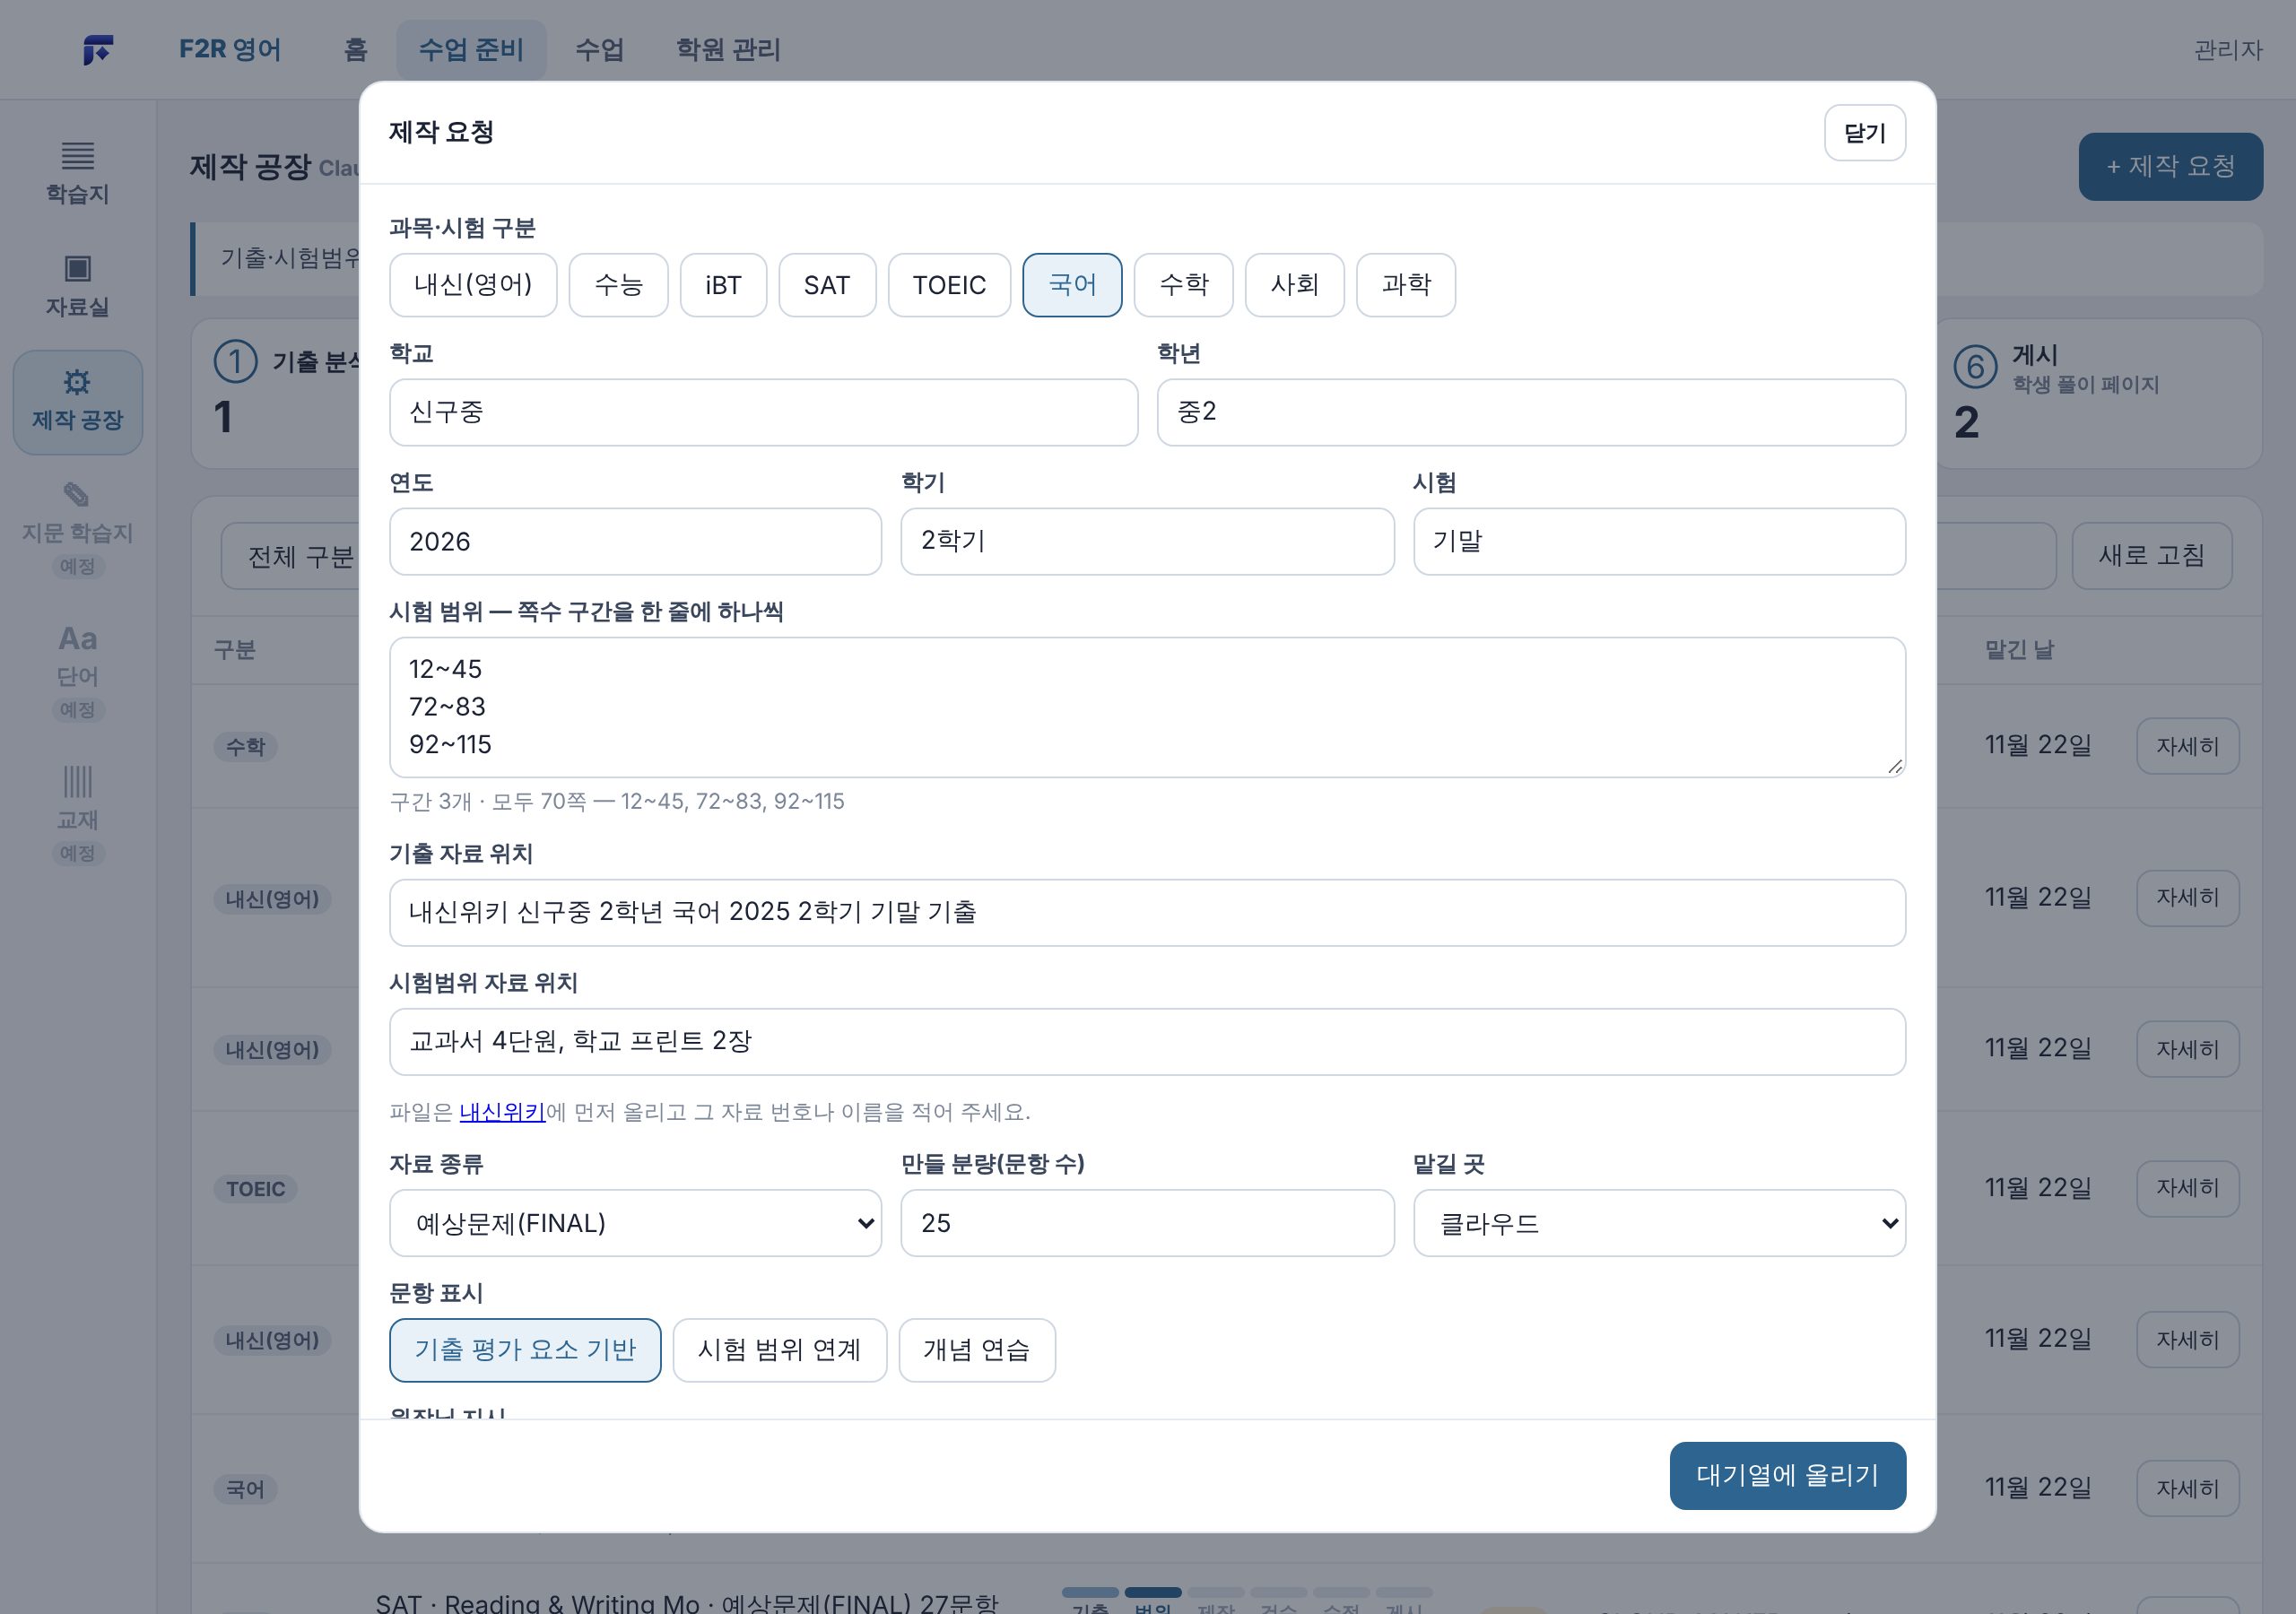 F2R 영어
홈
수업 준비
수업
학원 관리
관리자
학습지
자료실
제작 공장
지문 학습지
예정
Aa
단어
예정
교재
예정
제작 공장
+ 제작 요청
기출·시험범위
① 기출 분석
1
⑥ 게시
학생 풀이 페이지
2
전체 구분
새로 고침
구분
맡긴 날
수학
11월 22일
자세히
내신(영어)
11월 22일
자세히
내신(영어)
11월 22일
자세히
TOEIC
11월 22일
자세히
내신(영어)
11월 22일
자세히
국어
11월 22일
자세히
SAT · Reading & Writing Mo · 예상문제(FINAL) 27문항
제작 요청
닫기
과목·시험 구분
내신(영어)
수능
iBT
SAT
TOEIC
국어
수학
사회
과학
학교
학년
신구중
중2
연도
학기
시험
2026
2학기
기말
시험 범위 — 쪽수 구간을 한 줄에 하나씩
12~45
72~83
92~115
구간 3개 · 모두 70쪽 — 12~45, 72~83, 92~115
기출 자료 위치
내신위키 신구중 2학년 국어 2025 2학기 기말 기출
시험범위 자료 위치
교과서 4단원, 학교 프린트 2장
파일은 내신위키에 먼저 올리고 그 자료 번호나 이름을 적어 주세요.
자료 종류
만들 분량(문항 수)
맡길 곳
예상문제(FINAL)
25
클라우드
문항 표시
기출 평가 요소 기반
시험 범위 연계
개념 연습
대기열에 올리기